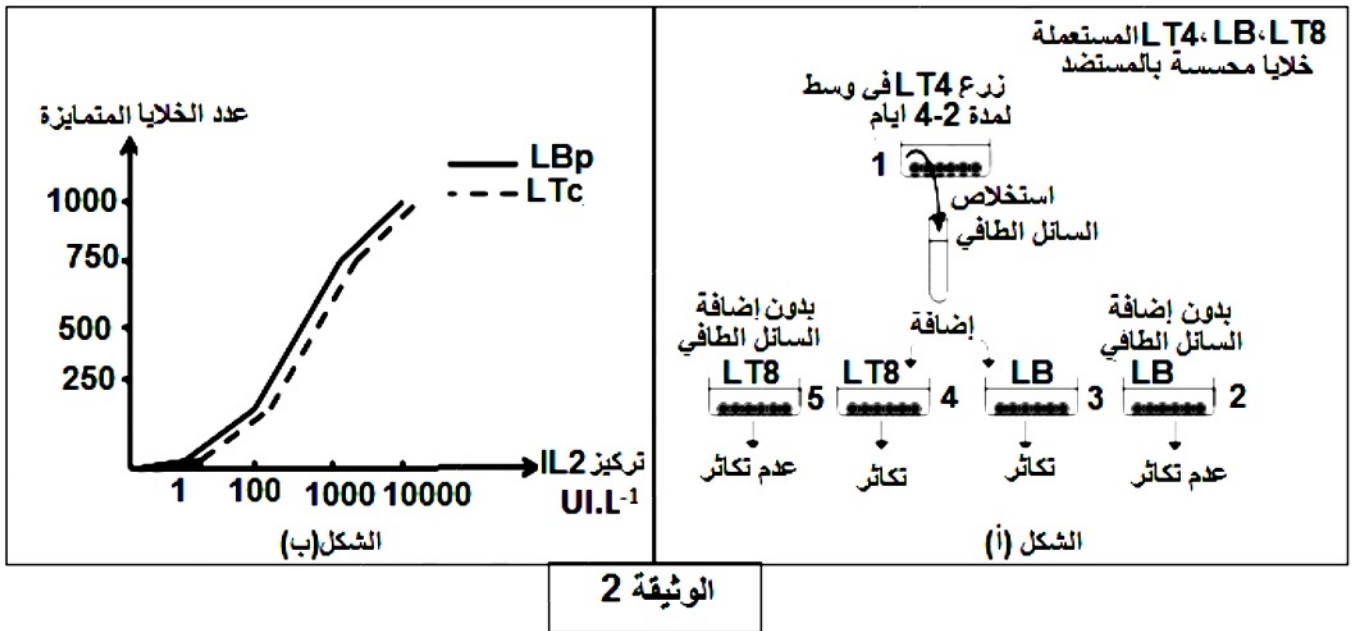 LT4، LB، LT8 المستعملة
خلايا محسسة بالمستضد
زرع LT4 في وسط
لمدة 2-4 ايام
1
استخلاص
السائل الطافي
إضافة
بدون إضافة
السائل الطافي
LB
2
عدم تكاثر
LB
3
تكاثر
LT8
4
تكاثر
بدون إضافة
السائل الطافي
LT8
5
عدم تكاثر
الشكل (أ)
عدد الخلايا المتمايزة
LBp
LTc
1000
750
500
250
1 100 1000 10000
تركيز IL2
UI.L-1
الشكل(ب)
الوثيقة 2